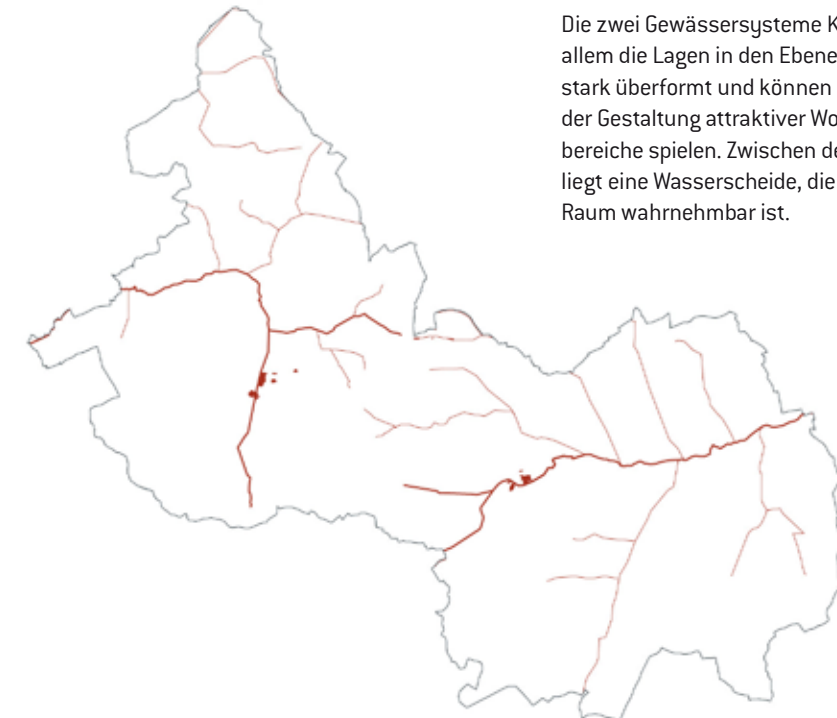 Die zwei Gewässersysteme
allem die Lagen in den
stark überformt und können
der Gestaltung attraktiver
bereiche spielen. Zwischen
liegt eine Wasserscheide, die
Raum wahrnehmbar ist.